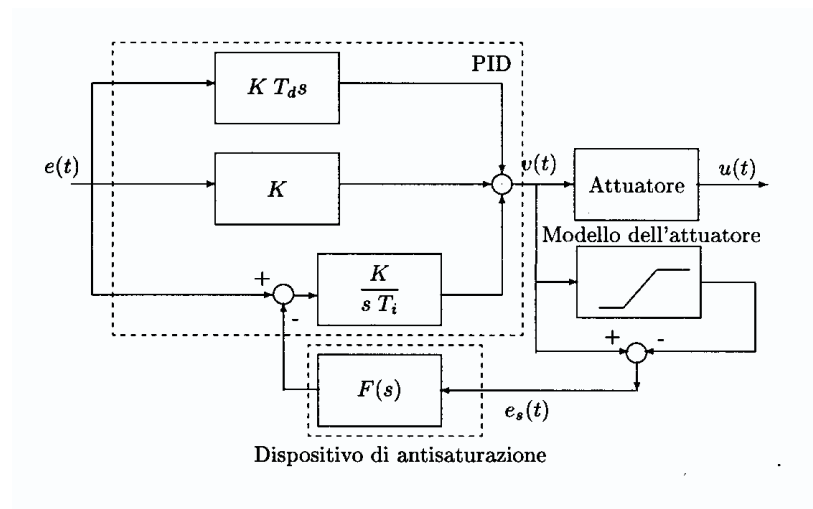 PID
K T_d s
e(t)
K
v(t)
Attuatore
u(t)
Modello dell'attuatore
+
K
s T_i
-
+
-
F(s)
e_s(t)
Dispositivo di antisaturazione